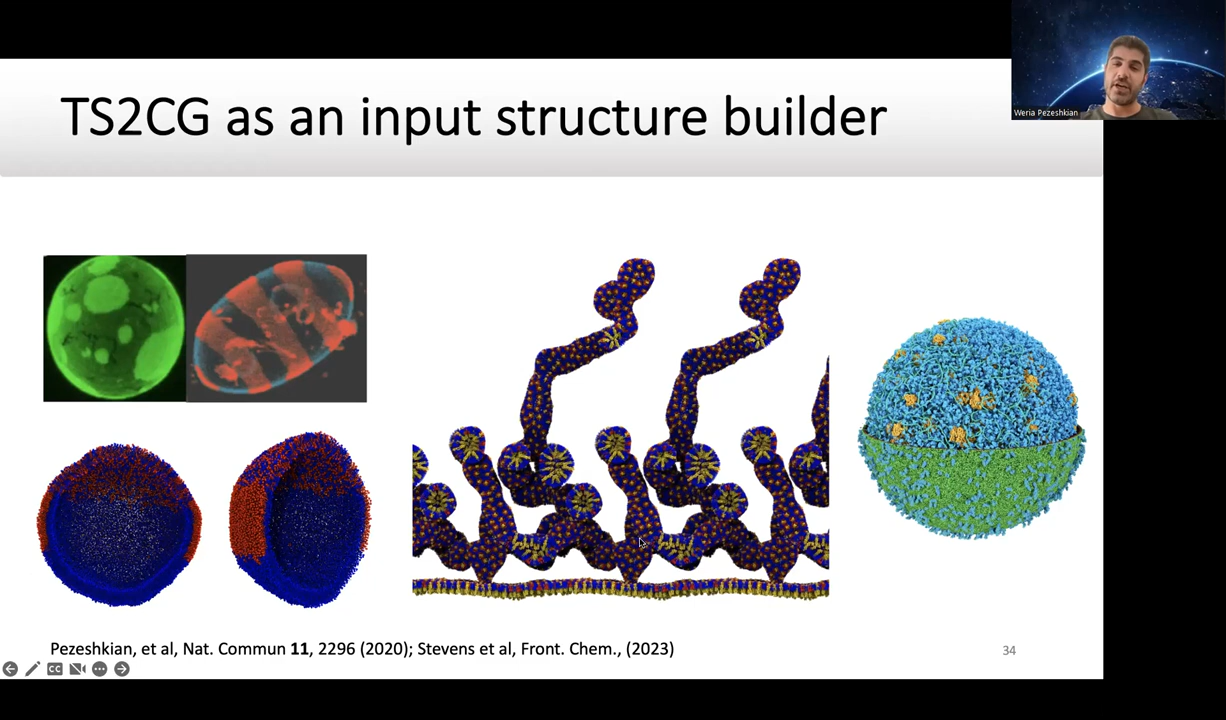 TS2CG as an input structure builder
Weria Pezeshkian
Pezeshkian, et al, Nat. Commun 11, 2296 (2020); Stevens et al, Front. Chem., (2023)
34
CC